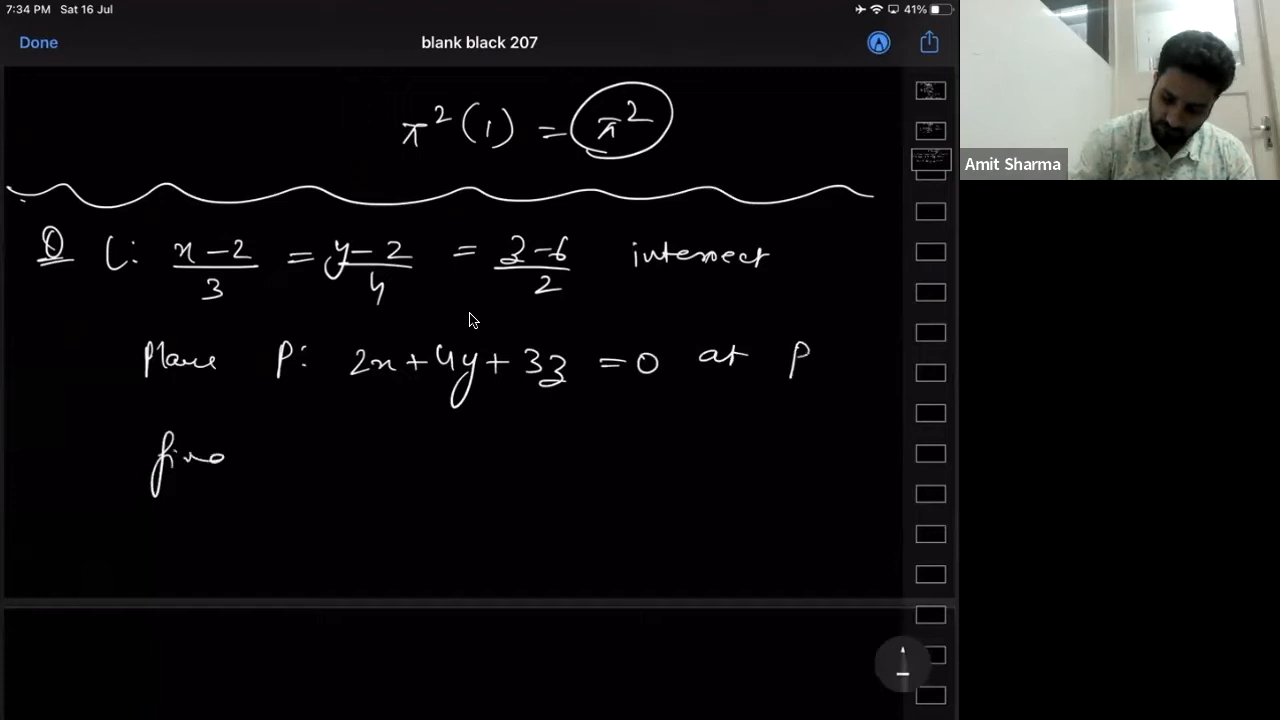 7:34 PM Sat 16 Jul 41%
Done blank black 207
π²(1) = π²
Amit Sharma
Q L: x-2/3 = y-2/4 = z-6/2 intersect
Plane P: 2x+4y+3z = 0 at P
find